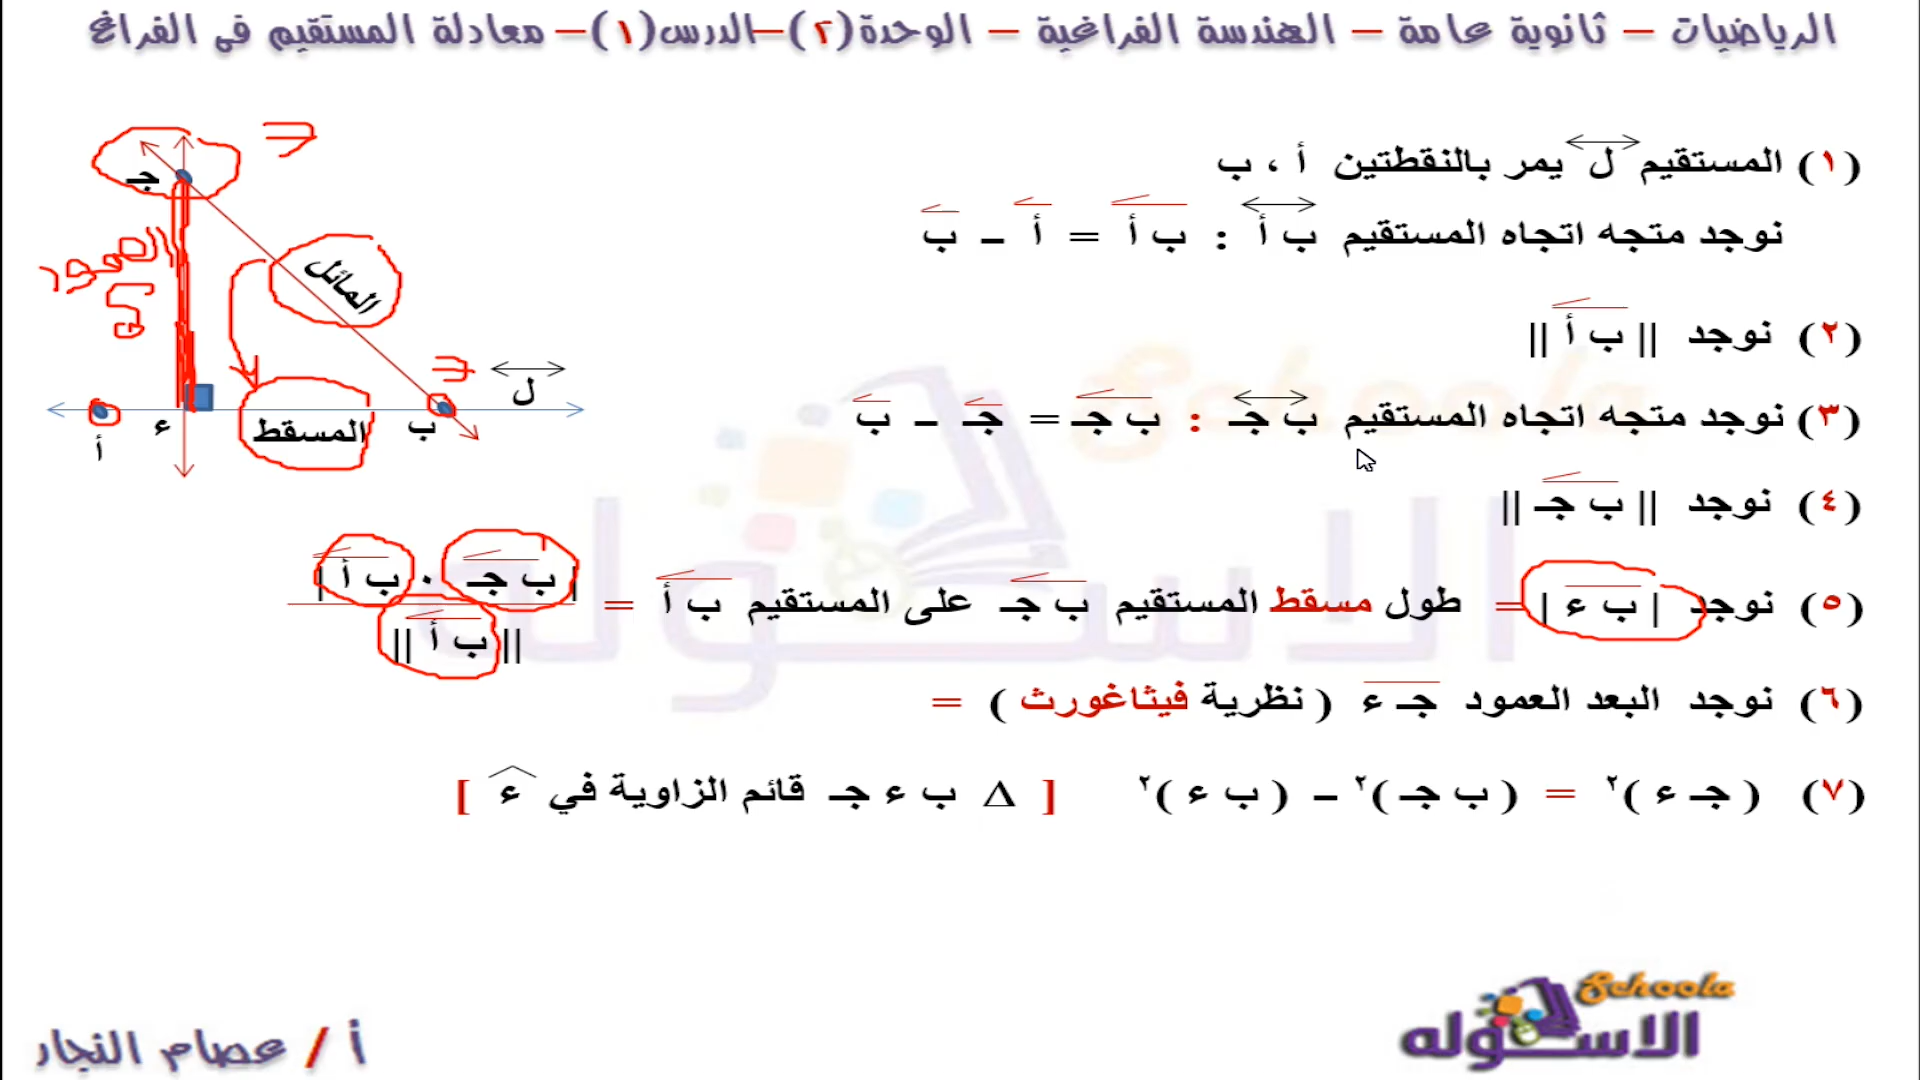 الرياضيات – ثانوية عامة – الهندسة الفراغية – الوحدة(٢)–الدرس(١)– معادلة المستقيم فى الفراغ
(١) المستقيم ل يمر بالنقطتين أ ، ب
نوجد متجه اتجاه المستقيم ب أ : ب أ = أ – ب
(٢) نوجد || ب أ ||
(٣) نوجد متجه اتجاه المستقيم ب جـ : ب جـ = جـ – ب
(٤) نوجد || ب جـ ||
(٥) نوجد | ب ء | = طول مسقط المستقيم ب جـ على المستقيم ب أ = | ب جـ . ب أ |
|| ب أ ||
(٦) نوجد البعد العمود جـ ء ( نظرية فيثاغورث ) =
(٧) ( جـ ء )٢ = ( ب جـ )٢ – ( ب ء )٢ [ Δ ب ء جـ قائم الزاوية في ء ]
جـ
المائل
ل
المسقط
ب
ء
أ
Schoola
الاسكوله
أ / عصام النجار